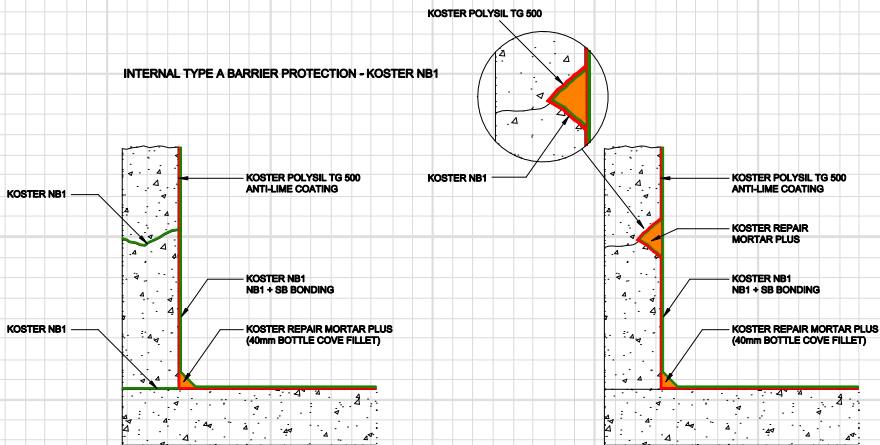 KOSTER POLYSIL TG 500
INTERNAL TYPE A BARRIER PROTECTION - KOSTER NB1
KOSTER NB1
KOSTER POLYSIL TG 500
ANTI-LIME COATING
KOSTER NB1
NB1 + SB BONDING
KOSTER NB1
KOSTER REPAIR MORTAR PLUS
(40mm BOTTLE COVE FILLET)
KOSTER NB1
KOSTER POLYSIL TG 500
ANTI-LIME COATING
KOSTER REPAIR
MORTAR PLUS
KOSTER NB1
NB1 + SB BONDING
KOSTER REPAIR MORTAR PLUS
(40mm BOTTLE COVE FILLET)